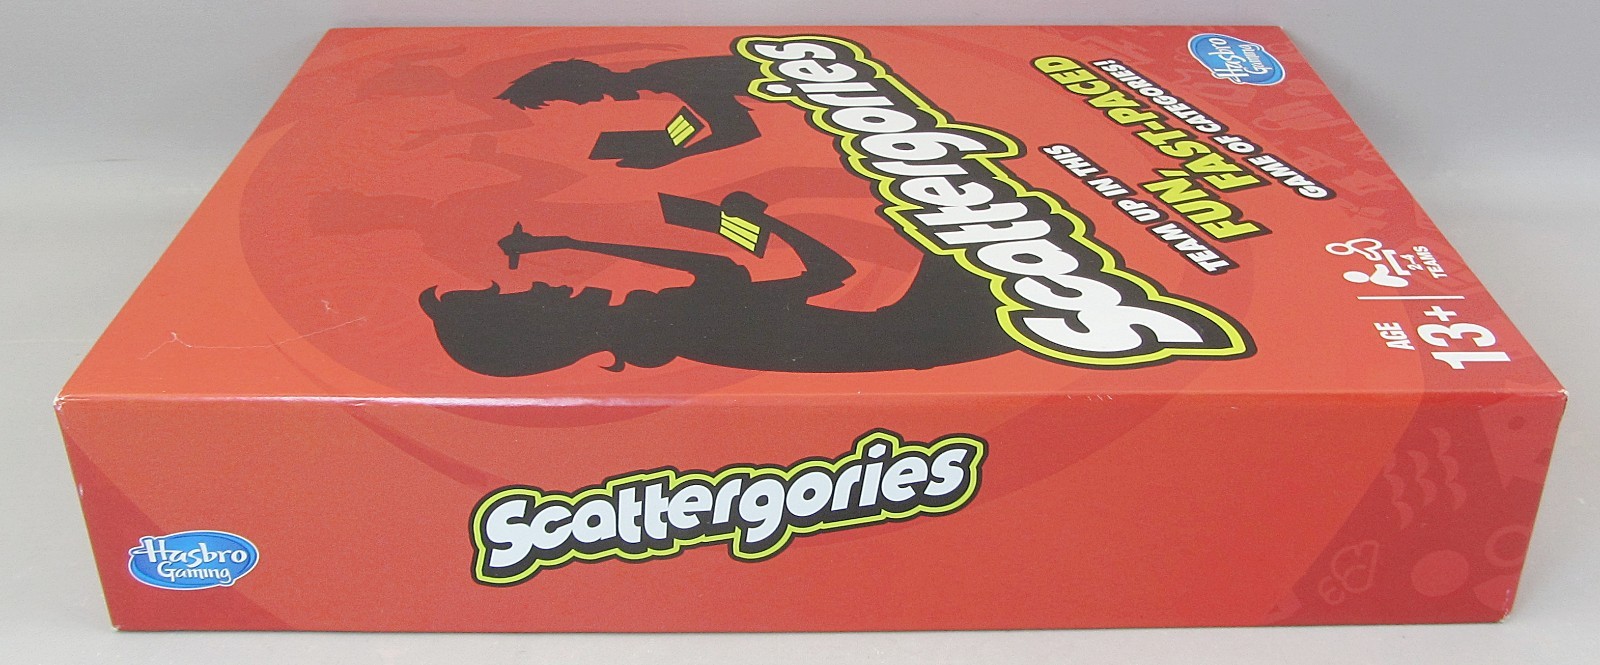 Hasbro
Gaming
Scattergories
TEAM UP IN THIS
FUN, FAST-PACED
GAME OF CATEGORIES!
AGE
13+
2-4
TEAMS
Scattergories
Hasbro
Gaming